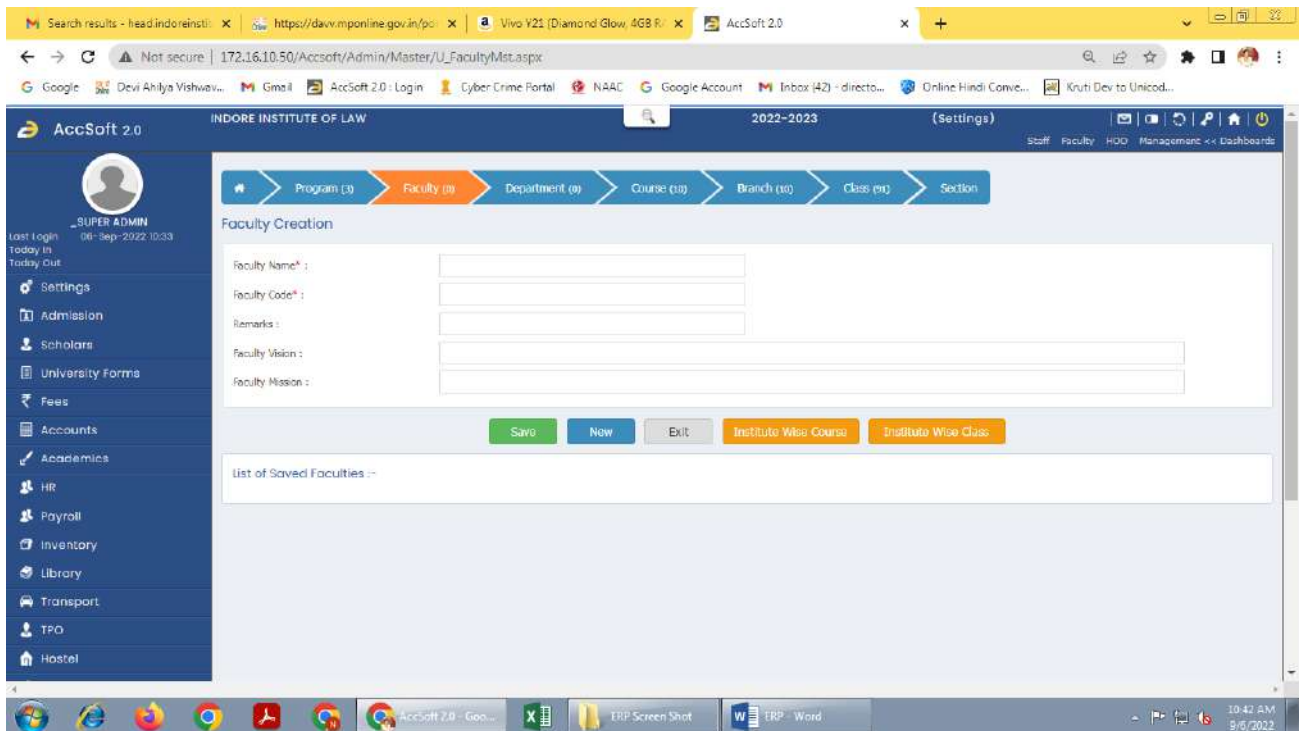 Search results - head.indoreinstit
https://davv.mponline.gov.in/po
Vivo Y21 (Diamond Glow, 4GB RA
AccSoft 2.0
Not secure | 172.16.10.50/Accsoft/Admin/Master/U_FacultyMst.aspx
Google
Devi Ahilya Vishwav...
Gmail
AccSoft 2.0 : Login
Cyber Crime Portal
NAAC
Google Account
Inbox (42) - directo...
Online Hindi Conve...
Kruti Dev to Unicod...
AccSoft 2.0
INDORE INSTITUTE OF LAW
2022-2023
(Settings)
Staff Faculty HOD Management << Dashboards
_SUPER ADMIN
Last Login 06-Sep-2022 10:33
Today In
Today Out
Settings
Admission
Scholars
University Forms
Fees
Accounts
Academics
HR
Payroll
Inventory
Library
Transport
TPO
Hostel
Program (3)
Faculty (0)
Department (0)
Course (10)
Branch (10)
Class (91)
Section
Faculty Creation
Faculty Name* :
Faculty Code* :
Remarks :
Faculty Vision :
Faculty Mission :
Save
New
Exit
Institute Wise Course
Institute Wise Class
List of Saved Faculties :-
AccSoft 2.0 - Goo...
ERP Screen Shot
ERP - Word
10:42 AM
9/6/2022